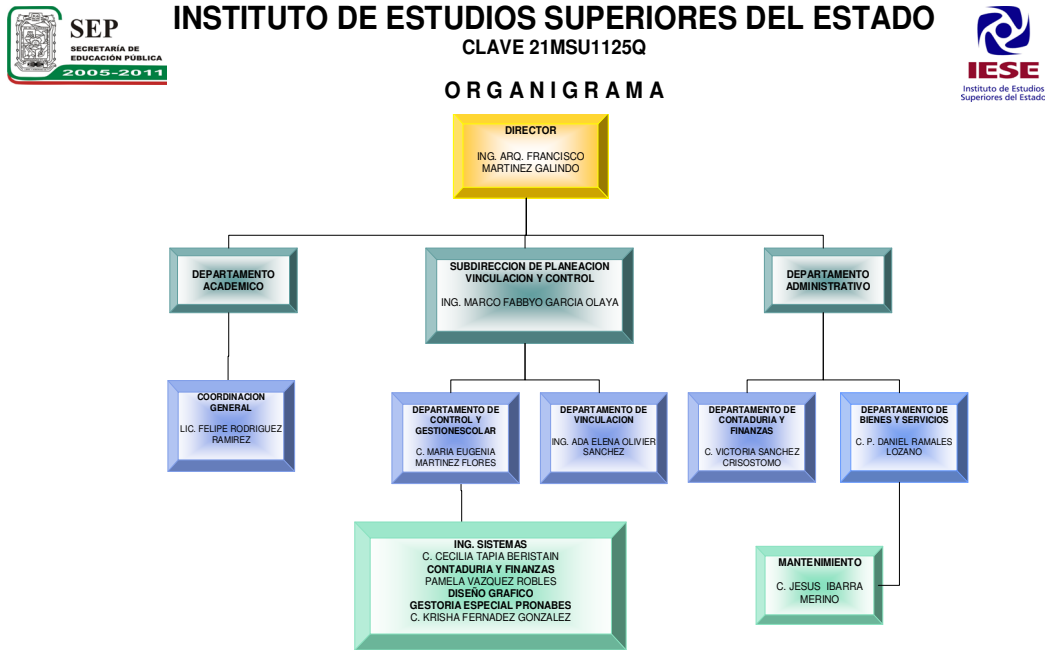 SEP
SECRETARÍA DE
EDUCACIÓN PÚBLICA
2005-2011
INSTITUTO DE ESTUDIOS SUPERIORES DEL ESTADO
CLAVE 21MSU1125Q
ORGANIGRAMA
IESE
Instituto de Estudios
Superiores del Estado
DIRECTOR
ING. ARQ. FRANCISCO
MARTINEZ GALINDO
DEPARTAMENTO
ACADEMICO
SUBDIRECCION DE PLANEACION
VINCULACION Y CONTROL
ING. MARCO FABBYO GARCIA OLAYA
DEPARTAMENTO
ADMINISTRATIVO
COORDINACION
GENERAL
LIC. FELIPE RODRIGUEZ
RAMIREZ
DEPARTAMENTO DE
CONTROL Y
GESTIONESCOLAR
C. MARIA EUGENIA
MARTINEZ FLORES
DEPARTAMENTO DE
VINCULACION
ING. ADA ELENA OLIVIER
SANCHEZ
DEPARTAMENTO DE
CONTADURIA Y
FINANZAS
C. VICTORIA SANCHEZ
CRISOSTOMO
DEPARTAMENTO DE
BIENES Y SERVICIOS
C. P. DANIEL RAMALES
LOZANO
ING. SISTEMAS
C. CECILIA TAPIA BERISTAIN
CONTADURIA Y FINANZAS
PAMELA VAZQUEZ ROBLES
DISEÑO GRAFICO
GESTORIA ESPECIAL PRONABES
C. KRISHA FERNADEZ GONZALEZ
MANTENIMIENTO
C. JESUS IBARRA
MERINO